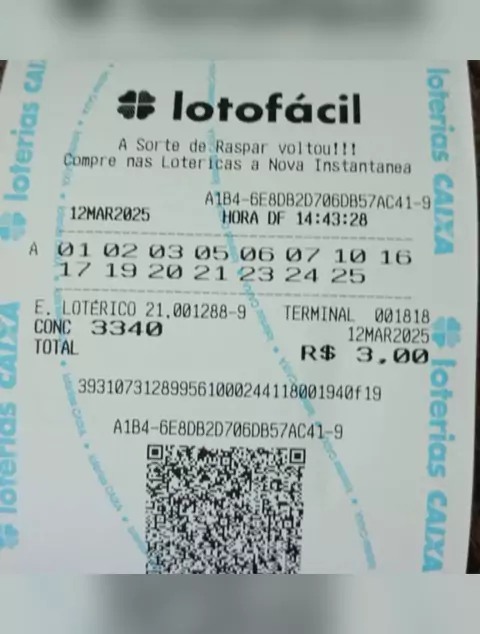 lotofácil
A Sorte de Raspar voltou!!!
Compre nas Lotericas a Nova Instantanea
A1B4-6E8DB2D706DB57AC41-9
12MAR2025 HORA DF 14:43:28
A 01 02 03 05 06 07 10 16
17 19 20 21 23 24 25
E. LOTÉRICO 21.001288-9 TERMINAL 001818
CONC 3340 12MAR2025
TOTAL R$ 3,00
393107312899561000244118001940f19
A1B4-6E8DB2D706DB57AC41-9
loterias CAIXA
loterias CAIXA
loterias CAIXA
loterias CAIXA